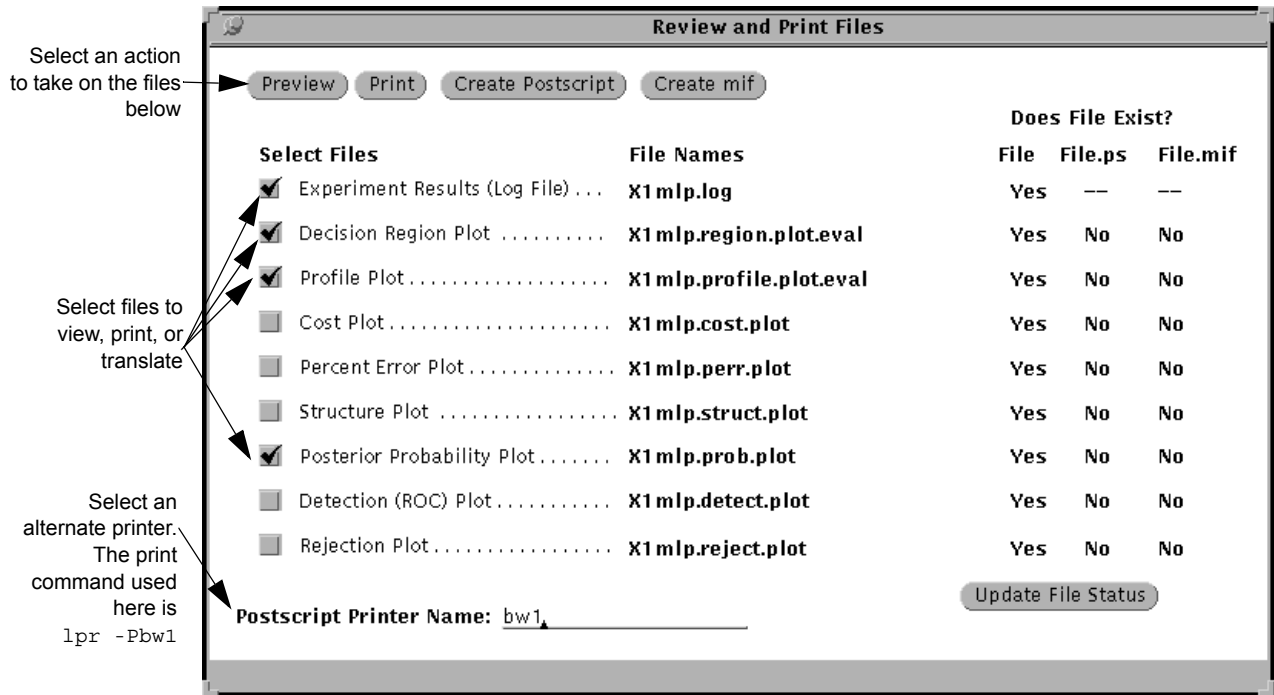 Review and Print Files
Select an action
to take on the files
below
Preview Print Create Postscript Create mif
Does File Exist?
Select Files File Names File File.ps File.mif
Experiment Results (Log File) ... X1mlp.log Yes -- --
Decision Region Plot .......... X1mlp.region.plot.eval Yes No No
Profile Plot................... X1mlp.profile.plot.eval Yes No No
Select files to
view, print, or
translate
Cost Plot..................... X1mlp.cost.plot Yes No No
Percent Error Plot.............. X1mlp.perr.plot Yes No No
Structure Plot ................. X1mlp.struct.plot Yes No No
Posterior Probability Plot....... X1mlp.prob.plot Yes No No
Detection (ROC) Plot........... X1mlp.detect.plot Yes No No
Rejection Plot................. X1mlp.reject.plot Yes No No
Select an
alternate printer.
The print
command used
here is
lpr -Pbw1
Update File Status
Postscript Printer Name: bw1